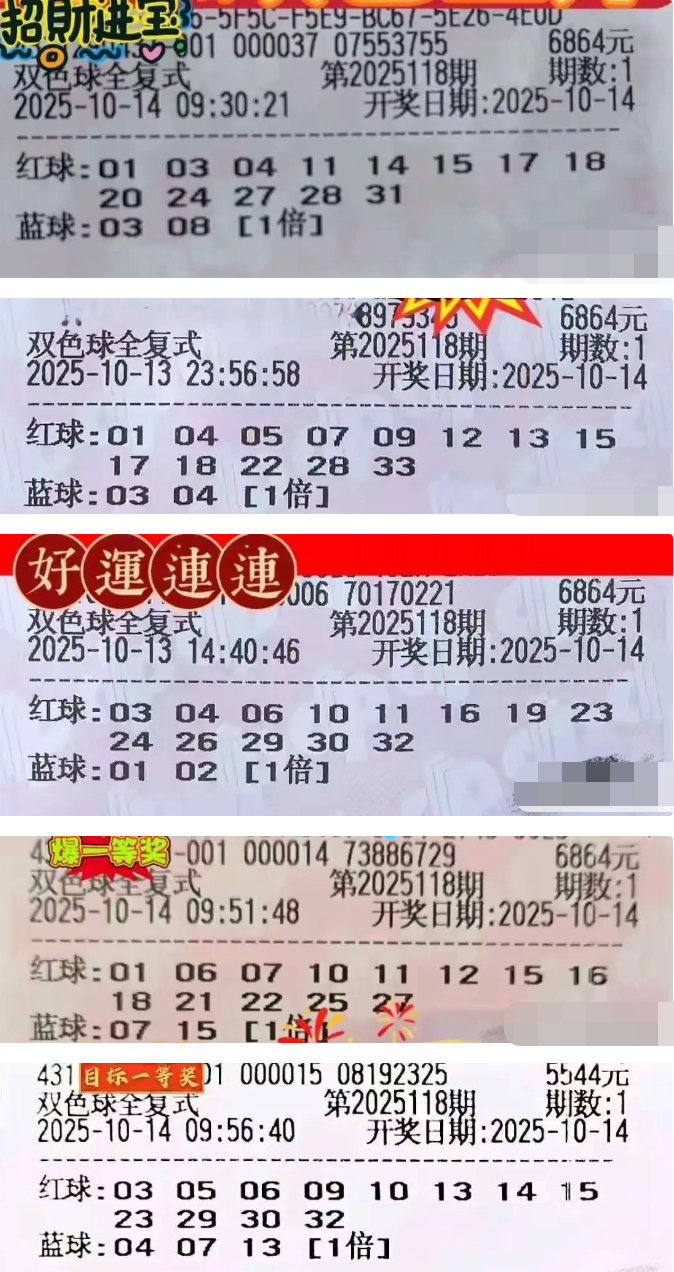 招財进宝
5-5F5C-F5E9-BC67-5E26-4E0D
001 000037 07553755 6864元
双色球全复式 第2025118期 期数:1
2025-10-14 09:30:21 开奖日期:2025-10-14
红球:01 03 04 11 14 15 17 18
20 24 27 28 31
蓝球:03 08 [1倍]
6864元
双色球全复式 第2025118期 期数:1
2025-10-13 23:56:58 开奖日期:2025-10-14
红球:01 04 05 07 09 12 13 15
17 18 22 28 33
蓝球:03 04 [1倍]
好運連連
006 70170221 6864元
双色球全复式 第2025118期 期数:1
2025-10-13 14:40:46 开奖日期:2025-10-14
红球:03 04 06 10 11 16 19 23
24 26 29 30 32
蓝球:01 02 [1倍]
爆一等奖
-001 000014 73886729 6864元
双色球全复式 第2025118期 期数:1
2025-10-14 09:51:48 开奖日期:2025-10-14
红球:01 06 07 10 11 12 15 16
18 21 22 25 27
蓝球:07 15 [1倍]
431 目标一等奖 01 000015 08192325 5544元
双色球全复式 第2025118期 期数:1
2025-10-14 09:56:40 开奖日期:2025-10-14
红球:03 05 06 09 10 13 14 15
23 29 30 32
蓝球:04 07 13 [1倍]